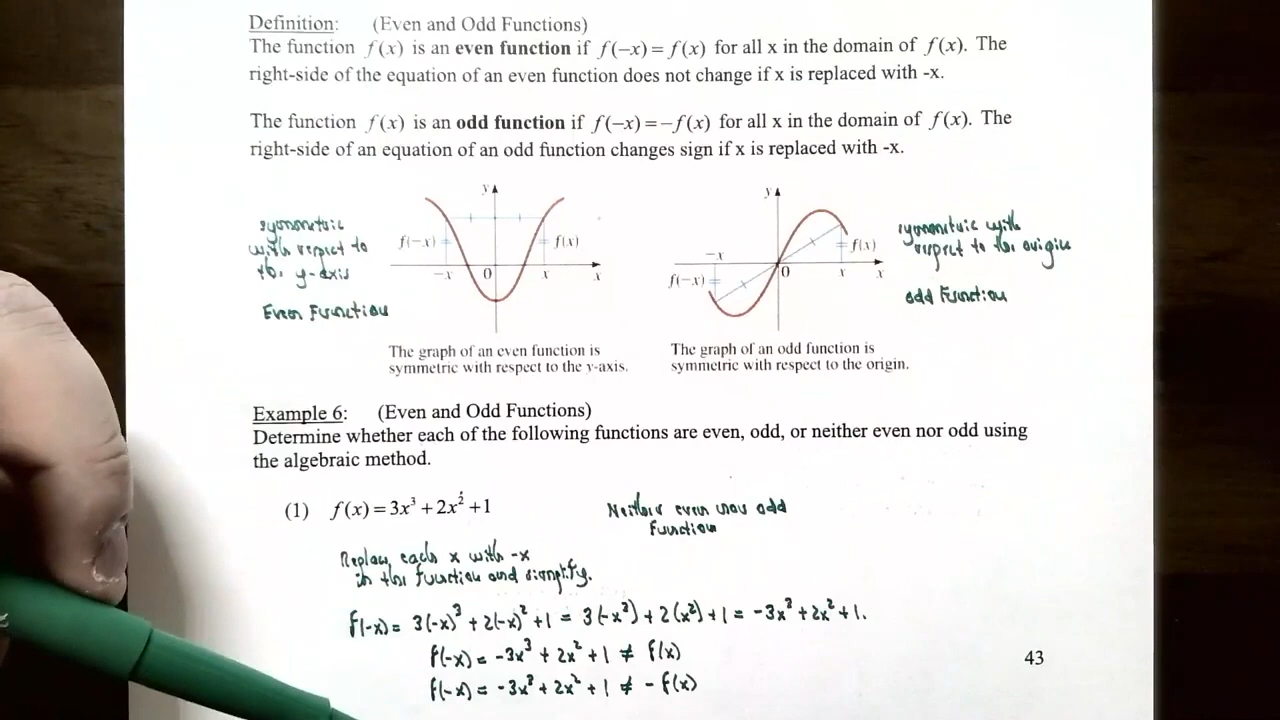 Definition: (Even and Odd Functions)
The function f(x) is an even function if f(−x) = f(x) for all x in the domain of f(x). The
right-side of the equation of an even function does not change if x is replaced with -x.
The function f(x) is an odd function if f(−x) = −f(x) for all x in the domain of f(x). The
right-side of an equation of an odd function changes sign if x is replaced with -x.
symmetric
with respect to
the y-axis
Even Function
y
f(−x)
f(x)
−x
0
x
x
y
−x
f(x)
f(−x)
0
x
x
symmetric with
respect to the origin
odd Function
The graph of an even function is
symmetric with respect to the y-axis.
The graph of an odd function is
symmetric with respect to the origin.
Example 6: (Even and Odd Functions)
Determine whether each of the following functions are even, odd, or neither even nor odd using
the algebraic method.
(1) f(x) = 3x³ + 2x² + 1
Neither even nor odd
Function
Replace each x with -x
in the function and simplify.
f(-x) = 3(-x)³ + 2(-x)² + 1 = 3(-x³) + 2(x²) + 1 = -3x³ + 2x² + 1.
f(-x) = -3x³ + 2x² + 1 ≠ f(x)
f(-x) = -3x³ + 2x² + 1 ≠ - f(x)
43